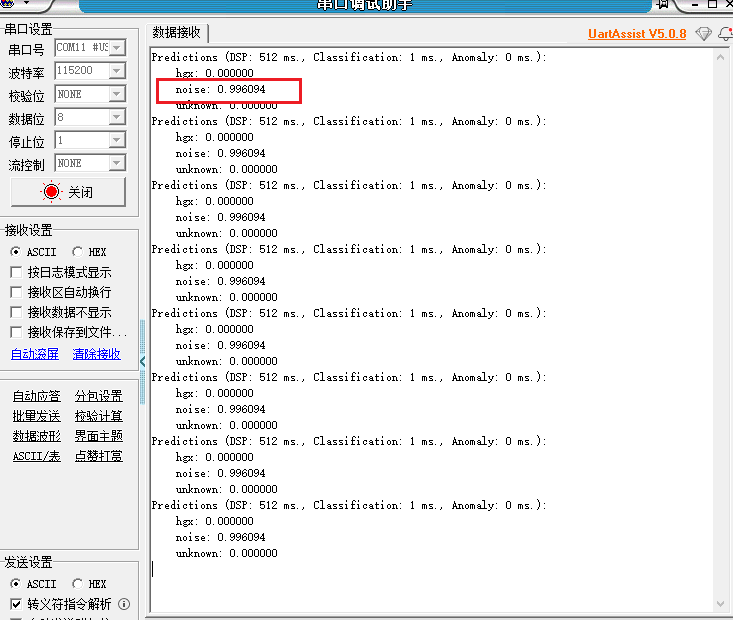 串口调试助手
串口设置
串口号 COM11 #US
波特率 115200
校验位 NONE
数据位 8
停止位 1
流控制 NONE
关闭
接收设置
ASCII HEX
按日志模式显示
接收区自动换行
接收数据不显示
接收保存到文件...
自动滚屏 清除接收
自动应答 分包设置
批量发送 校验计算
数据波形 界面主题
ASCII/表 点赞打赏
发送设置
ASCII HEX
转义符指令解析
数据接收
UartAssist V5.0.8
Predictions (DSP: 512 ms., Classification: 1 ms., Anomaly: 0 ms.):
hgx: 0.000000
noise: 0.996094
unknown: 0.000000
Predictions (DSP: 512 ms., Classification: 1 ms., Anomaly: 0 ms.):
hgx: 0.000000
noise: 0.996094
unknown: 0.000000
Predictions (DSP: 512 ms., Classification: 1 ms., Anomaly: 0 ms.):
hgx: 0.000000
noise: 0.996094
unknown: 0.000000
Predictions (DSP: 512 ms., Classification: 1 ms., Anomaly: 0 ms.):
hgx: 0.000000
noise: 0.996094
unknown: 0.000000
Predictions (DSP: 512 ms., Classification: 1 ms., Anomaly: 0 ms.):
hgx: 0.000000
noise: 0.996094
unknown: 0.000000
Predictions (DSP: 512 ms., Classification: 1 ms., Anomaly: 0 ms.):
hgx: 0.000000
noise: 0.996094
unknown: 0.000000
Predictions (DSP: 512 ms., Classification: 1 ms., Anomaly: 0 ms.):
hgx: 0.000000
noise: 0.996094
unknown: 0.000000
Predictions (DSP: 512 ms., Classification: 1 ms., Anomaly: 0 ms.):
hgx: 0.000000
noise: 0.996094
unknown: 0.000000